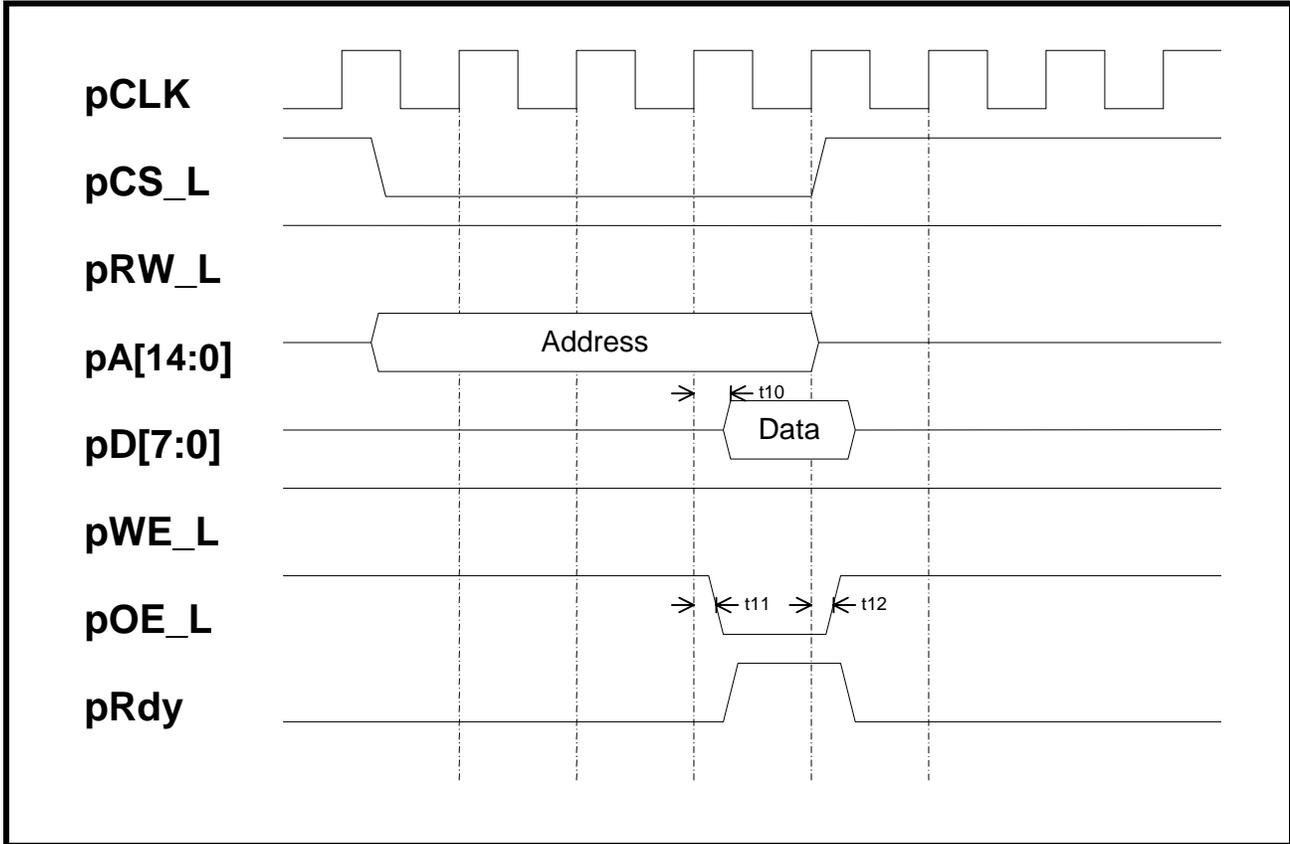 pCLK
pCS_L
pRW_L
pA[14:0]
Address
t10
pD[7:0]
Data
pWE_L
pOE_L
t11
t12
pRdy